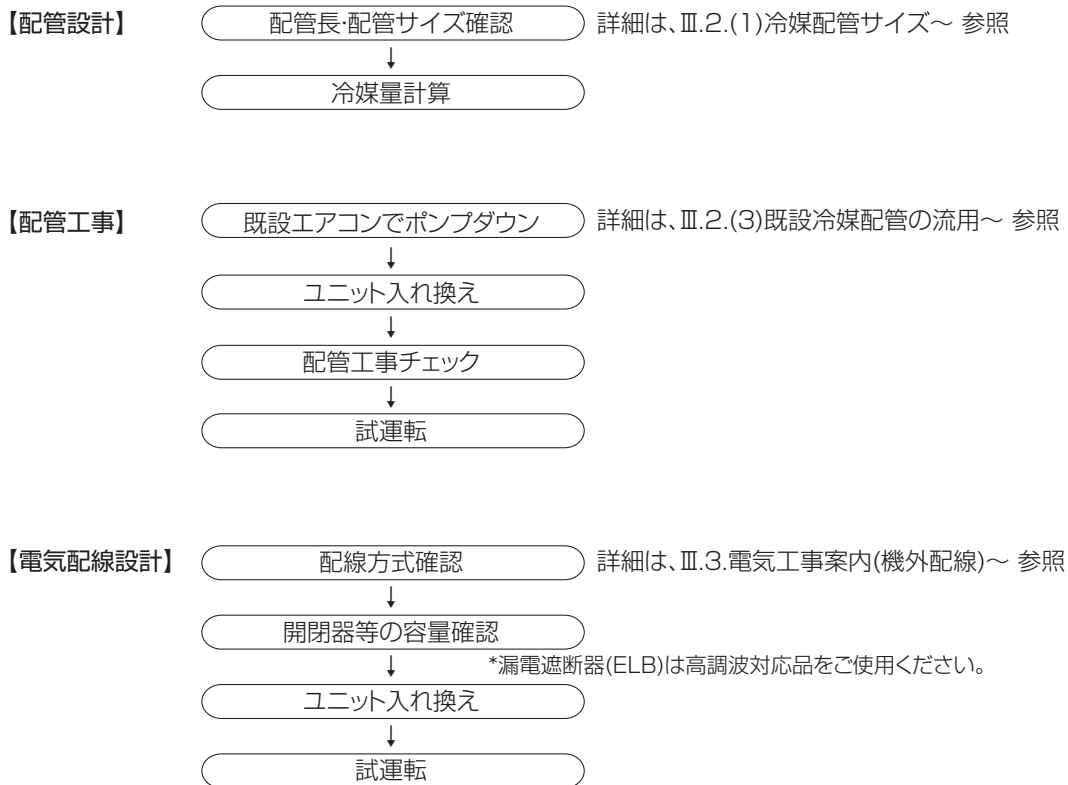 【配管設計】 配管長・配管サイズ確認 詳細は、Ⅲ.2.(1)冷媒配管サイズ～ 参照
↓
冷媒量計算
【配管工事】 既設エアコンでポンプダウン 詳細は、Ⅲ.2.(3)既設冷媒配管の流用～ 参照
↓
ユニット入れ換え
↓
配管工事チェック
↓
試運転
【電気配線設計】 配線方式確認 詳細は、Ⅲ.3.電気工事案内(機外配線)～ 参照
↓
開閉器等の容量確認
↓ *漏電遮断器(ELB)は高調波対応品をご使用ください。
ユニット入れ換え
↓
試運転